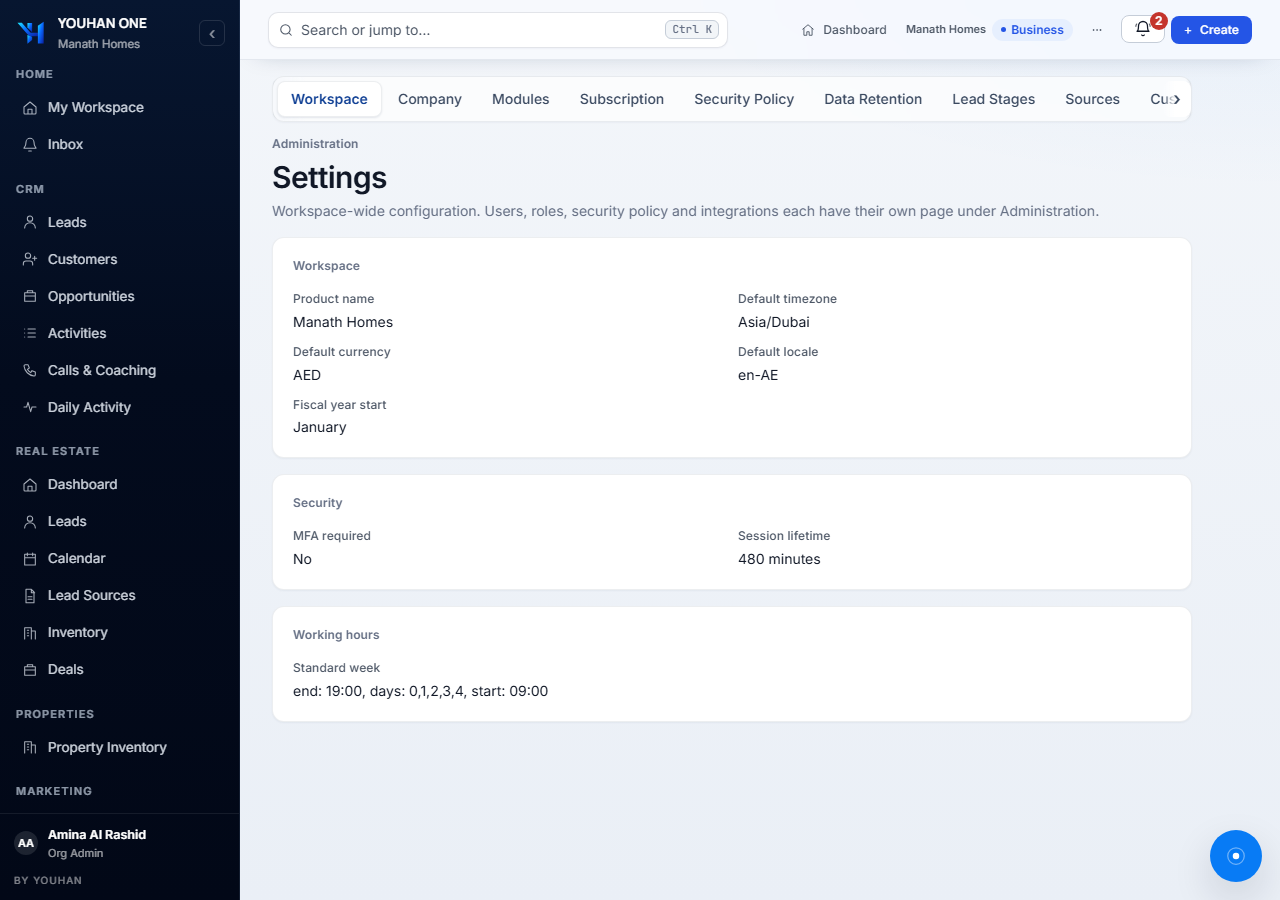 YOUHAN ONE
Manath Homes
HOME
My Workspace
Inbox
CRM
Leads
Customers
Opportunities
Activities
Calls & Coaching
Daily Activity
REAL ESTATE
Dashboard
Leads
Calendar
Lead Sources
Inventory
Deals
PROPERTIES
Property Inventory
MARKETING
AA
Amina Al Rashid
Org Admin
BY YOUHAN
Search or jump to...
Ctrl K
Dashboard
Manath Homes
Business
2
+ Create
Workspace
Company
Modules
Subscription
Security Policy
Data Retention
Lead Stages
Sources
Administration
Settings
Workspace-wide configuration. Users, roles, security policy and integrations each have their own page under Administration.
Workspace
Product name
Manath Homes
Default timezone
Asia/Dubai
Default currency
AED
Default locale
en-AE
Fiscal year start
January
Security
MFA required
No
Session lifetime
480 minutes
Working hours
Standard week
end: 19:00, days: 0,1,2,3,4, start: 09:00